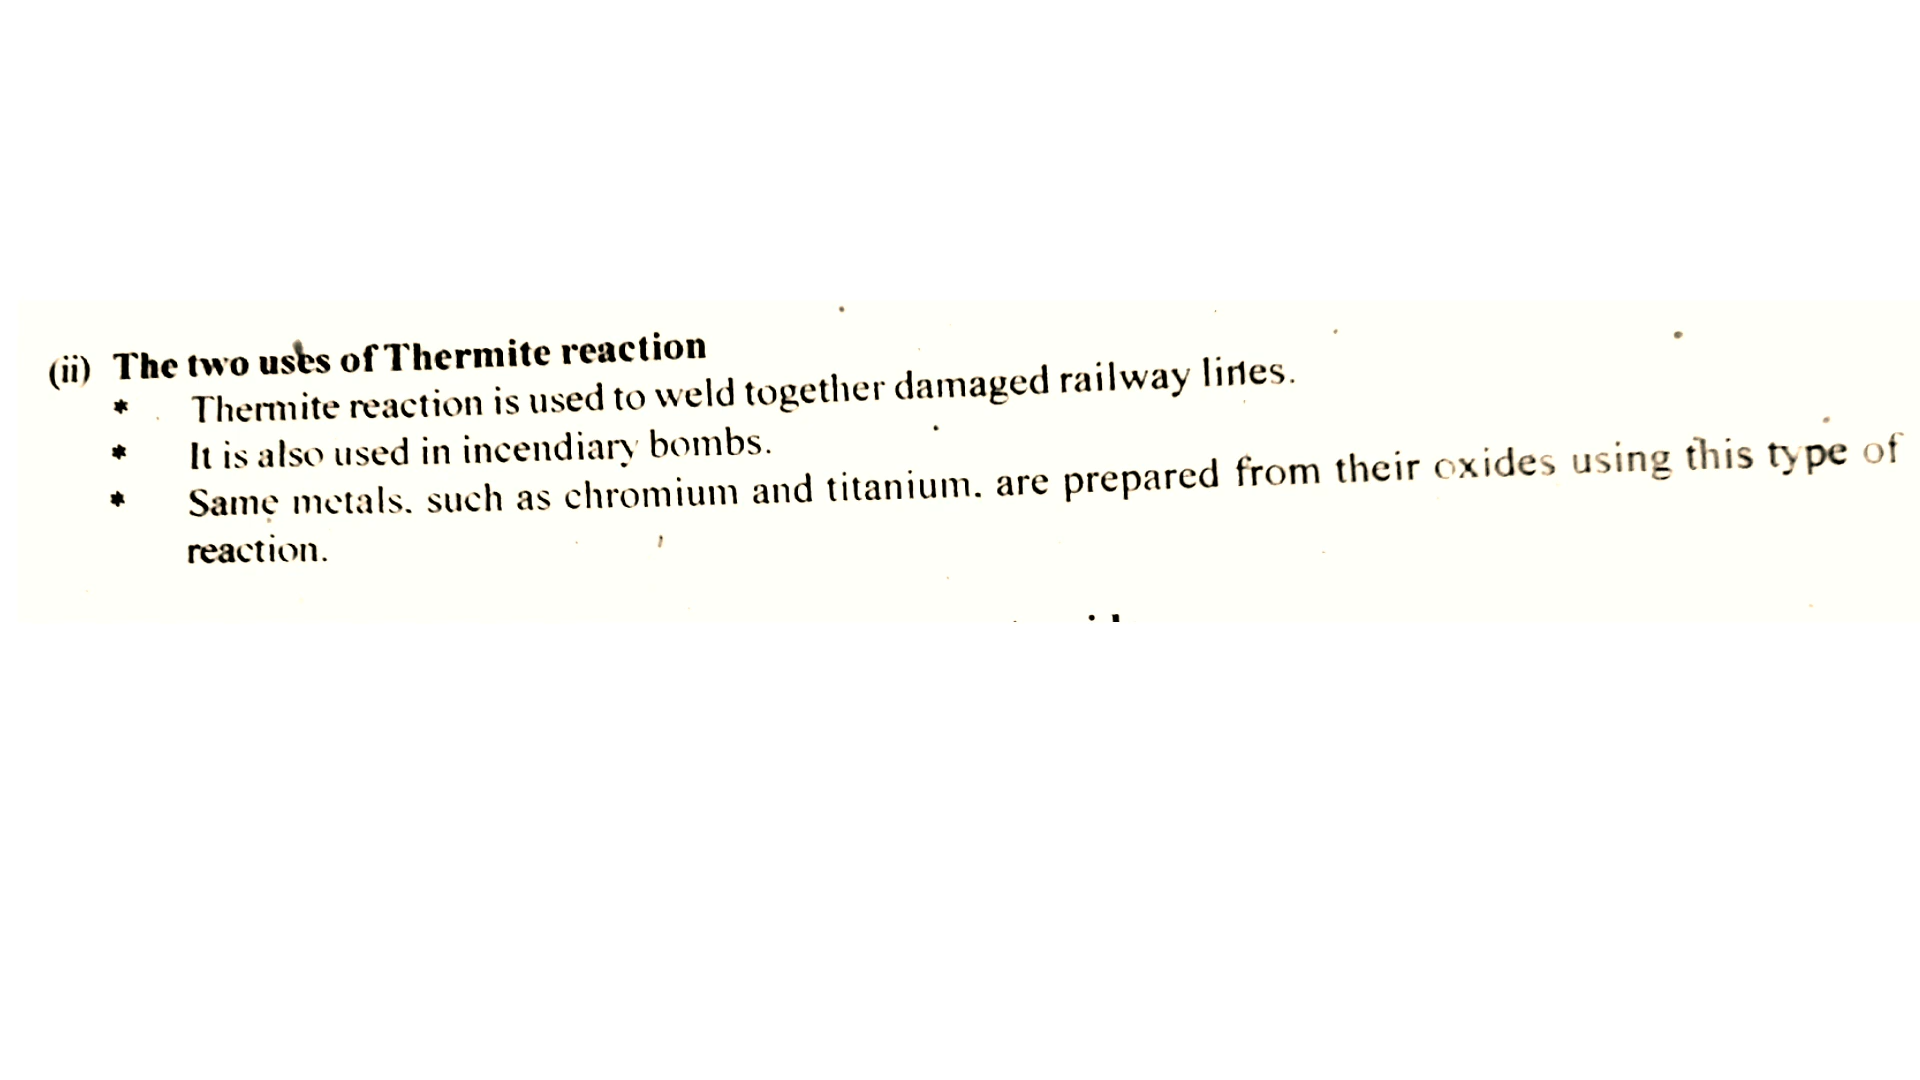 (ii) The two uses of Thermite reaction
* Thermite reaction is used to weld together damaged railway lines.
* It is also used in incendiary bombs.
* Same metals. such as chromium and titanium. are prepared from their oxides using this type of
reaction.